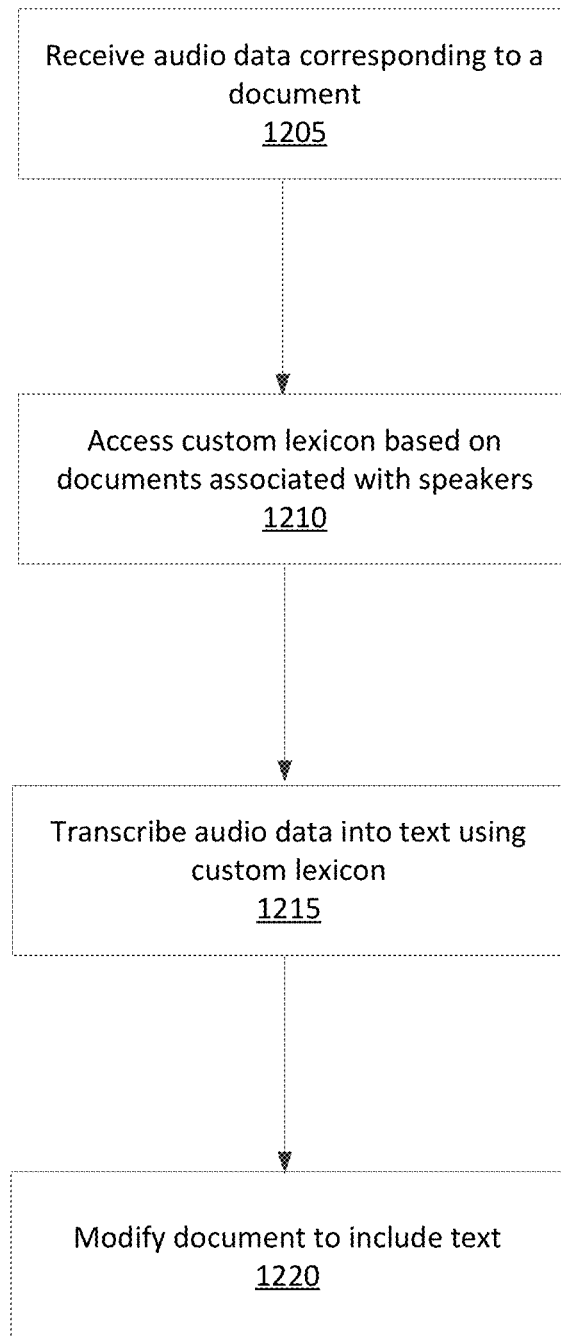 Receive audio data corresponding to a
document
1205
Access custom lexicon based on
documents associated with speakers
1210
Transcribe audio data into text using
custom lexicon
1215
Modify document to include text
1220